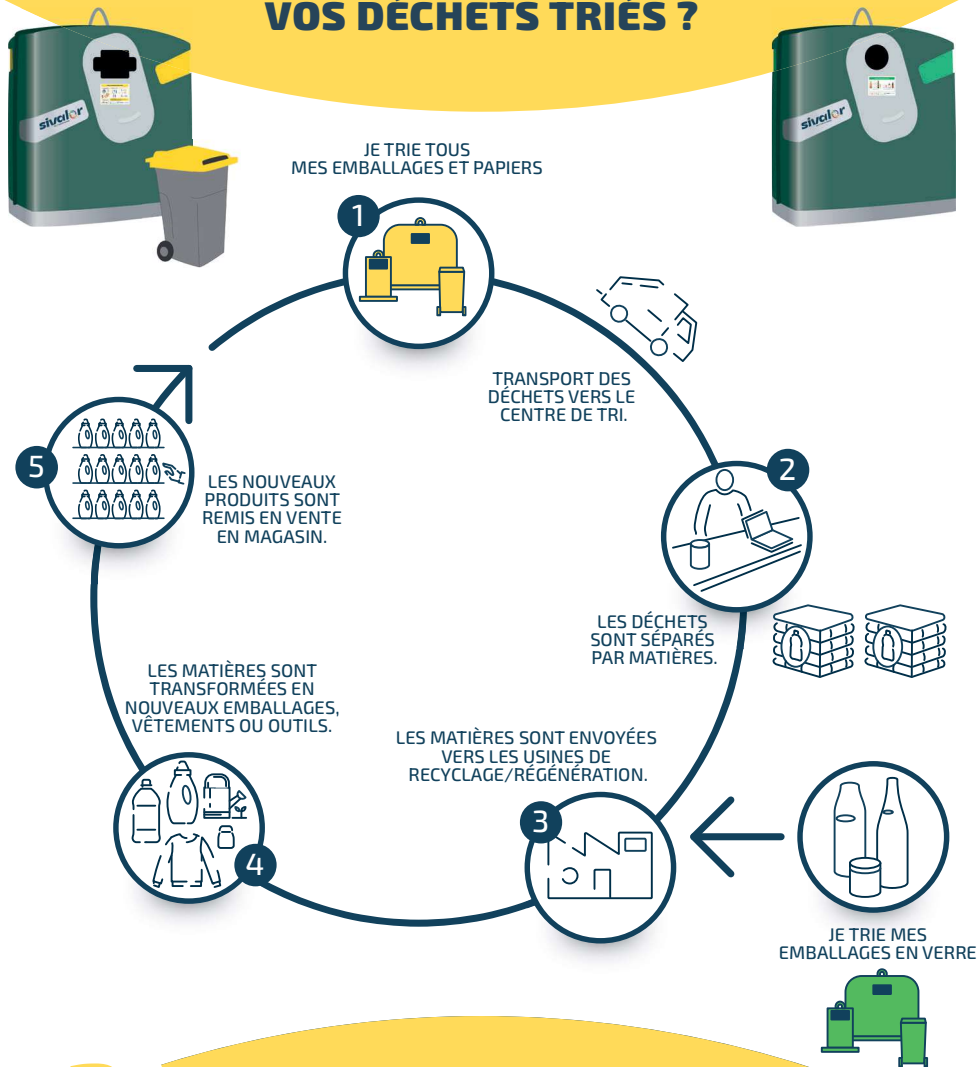 VOS DÉCHETS TRIÉS ?
sivalor
sivalor
JE TRIE TOUS
MES EMBALLAGES ET PAPIERS
1
TRANSPORT DES
DÉCHETS VERS LE
CENTRE DE TRI.
2
5
LES NOUVEAUX
PRODUITS SONT
REMIS EN VENTE
EN MAGASIN.
LES DÉCHETS
SONT SÉPARÉS
PAR MATIÈRES.
LES MATIÈRES SONT
TRANSFORMÉES EN
NOUVEAUX EMBALLAGES,
VÊTEMENTS OU OUTILS.
LES MATIÈRES SONT ENVOYÉES
VERS LES USINES DE
RECYCLAGE/RÉGÉNÉRATION.
3
4
JE TRIE MES
EMBALLAGES EN VERRE